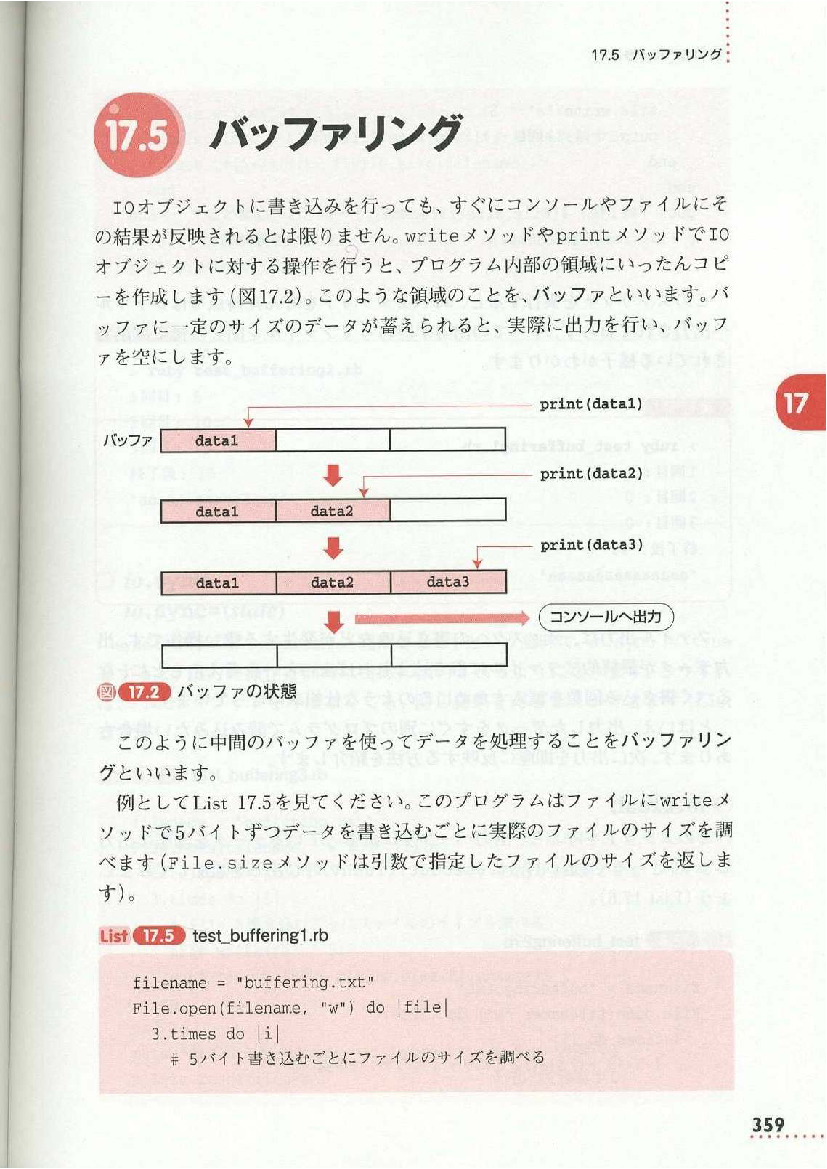 17.5 バッファリング
17.5 バッファリング
IOオブジェクトに書き込みを行っても、すぐにコンソールやファイルにそ
の結果が反映されるとは限りません。writeメソッドやprintメソッドでIO
オブジェクトに対する操作を行うと、プログラム内部の領域にいったんコピ
ーを作成します(図17.2)。このような領域のことを、バッファといいます。バ
ッファに一定のサイズのデータが蓄えられると、実際に出力を行い、バッフ
ァを空にします。
17
print(data1)
バッファ data1
print(data2)
data1 data2
print(data3)
data1 data2 data3
コンソールへ出力
図 17.2 バッファの状態
このように中間のバッファを使ってデータを処理することをバッファリン
グといいます。
例としてList 17.5を見てください。このプログラムはファイルにwriteメ
ソッドで5バイトずつデータを書き込むごとに実際のファイルのサイズを調
べます(File.sizeメソッドは引数で指定したファイルのサイズを返しま
す)。
List 17.5 test_buffering1.rb
filename = "buffering.txt"
File.open(filename, "w") do |file|
3.times do |i|
# 5バイト書き込むごとにファイルのサイズを調べる
359